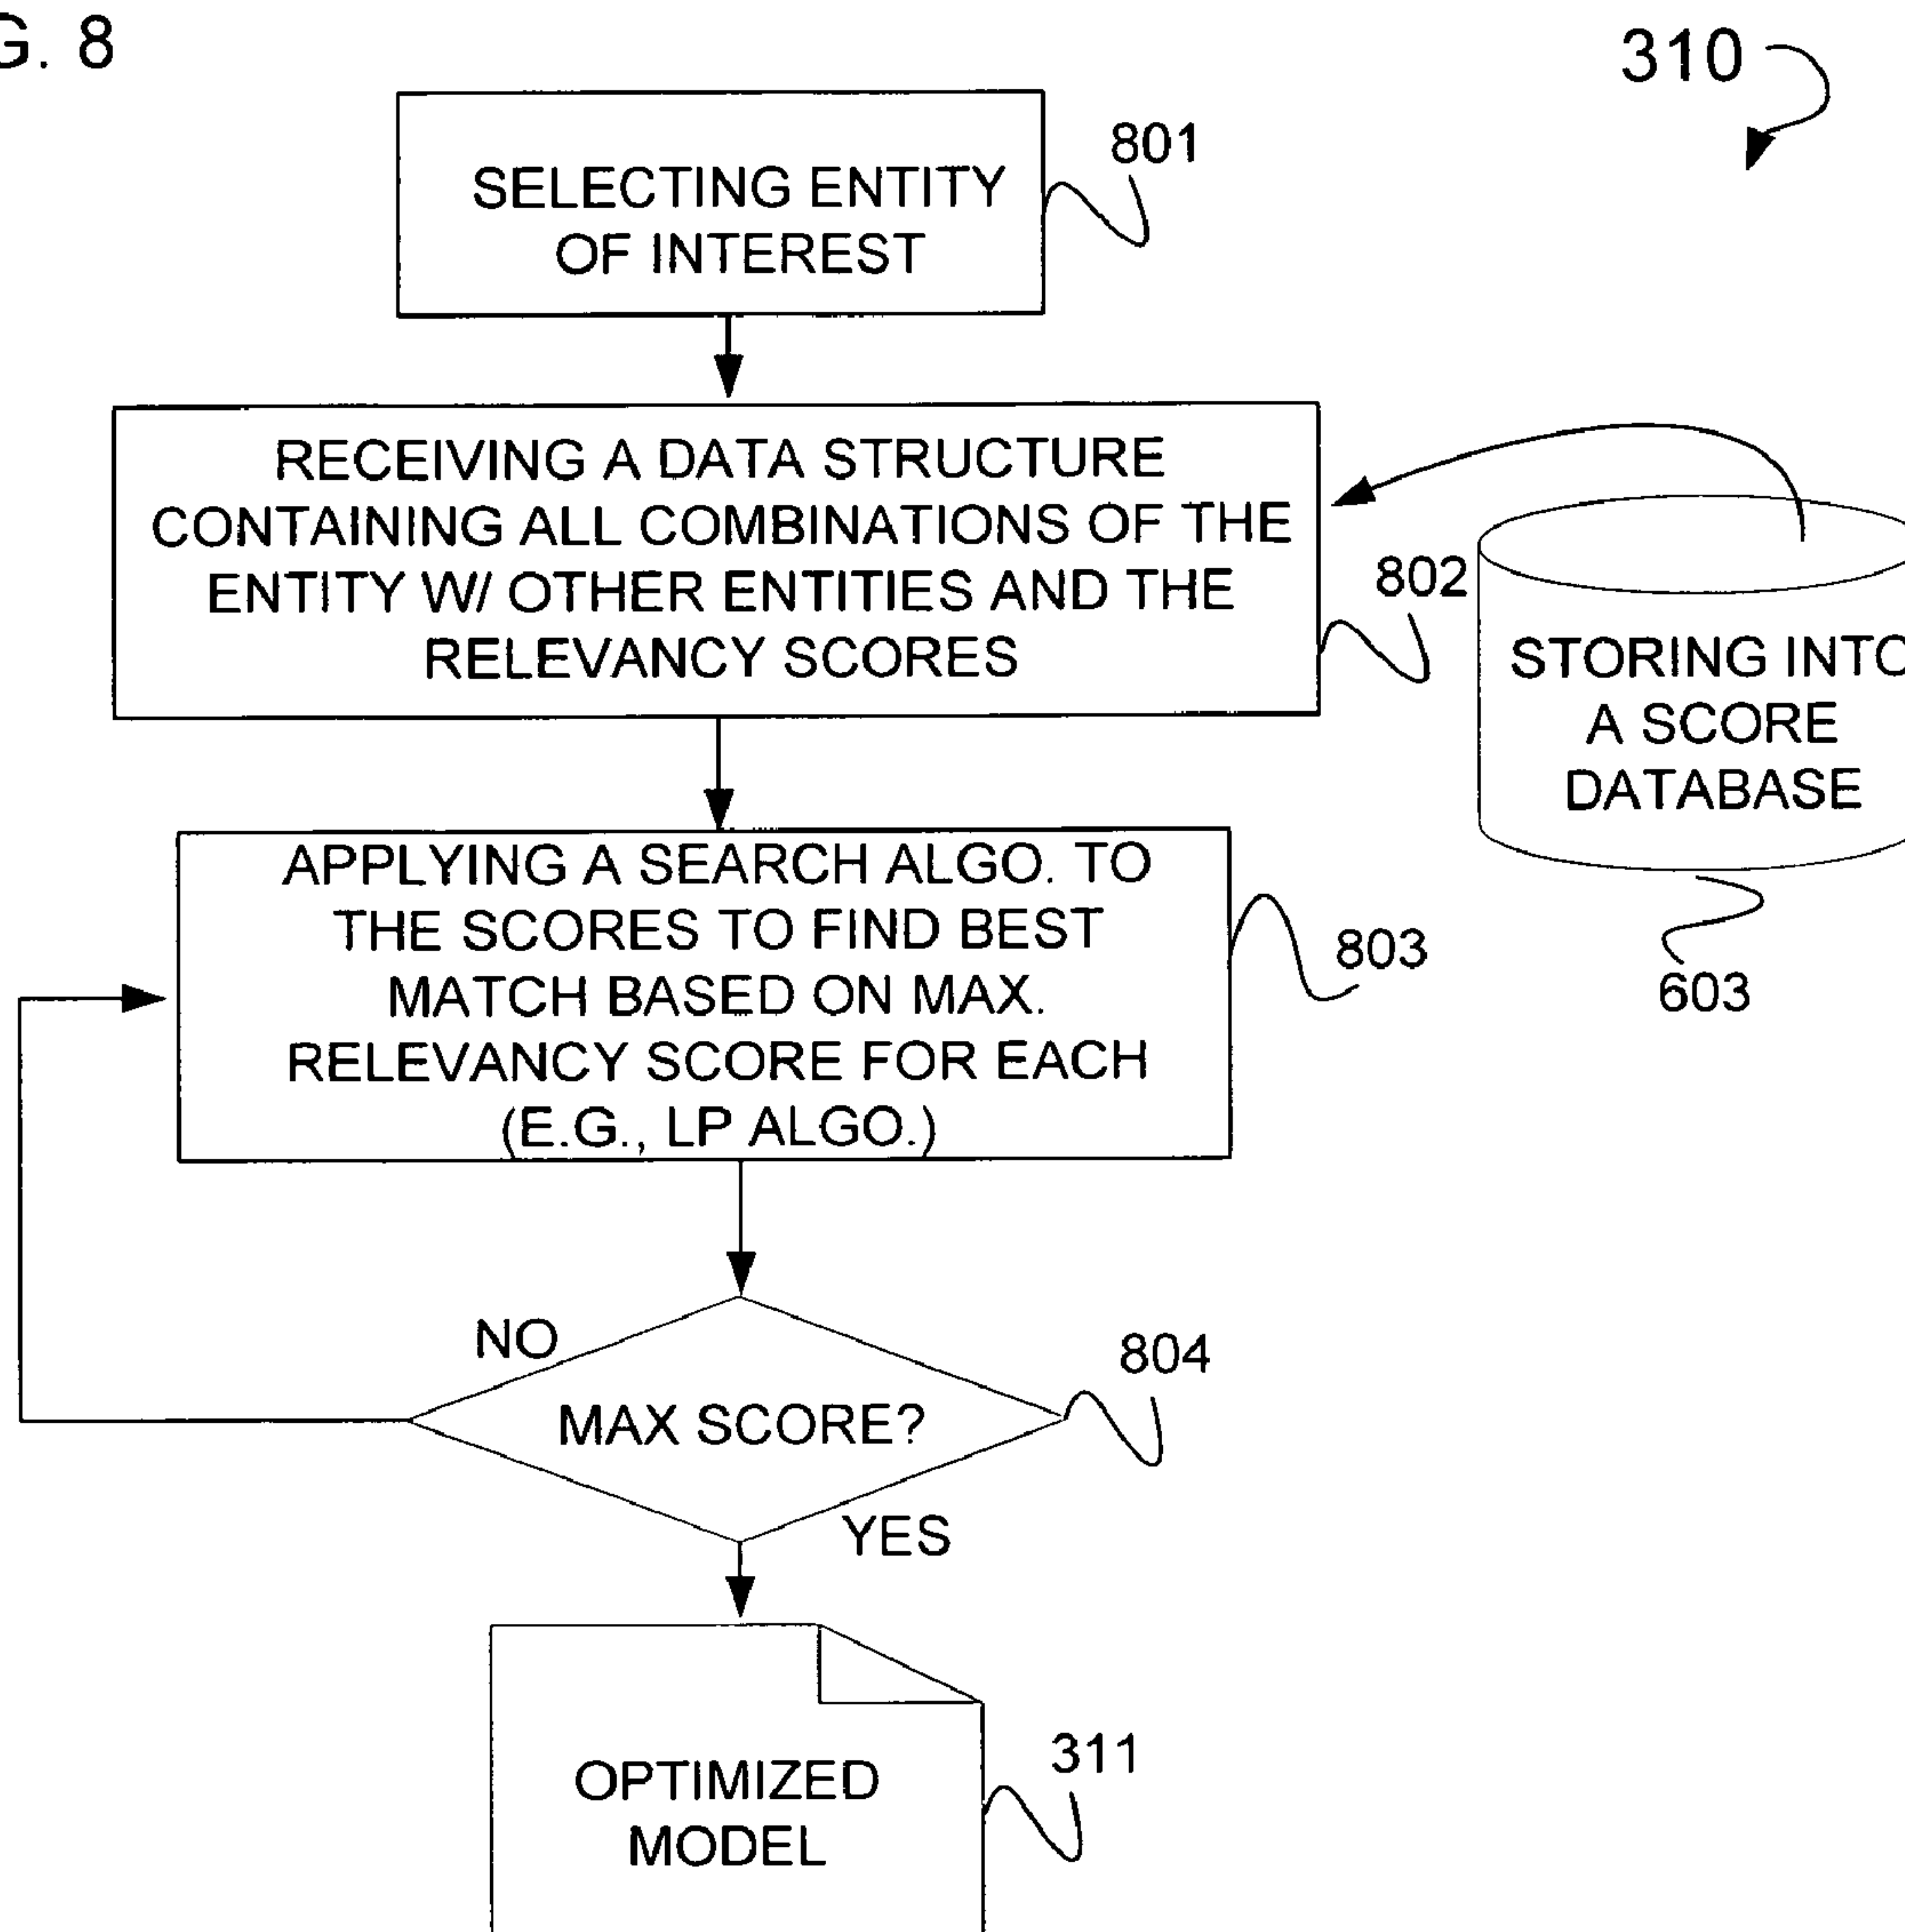 G. 8
310
SELECTING ENTITY
OF INTEREST
801
RECEIVING A DATA STRUCTURE
CONTAINING ALL COMBINATIONS OF THE
ENTITY W/ OTHER ENTITIES AND THE
RELEVANCY SCORES
802
STORING INTO
A SCORE
DATABASE
603
APPLYING A SEARCH ALGO. TO
THE SCORES TO FIND BEST
MATCH BASED ON MAX.
RELEVANCY SCORE FOR EACH
(E.G., LP ALGO.)
803
NO
MAX SCORE?
804
YES
OPTIMIZED
MODEL
311